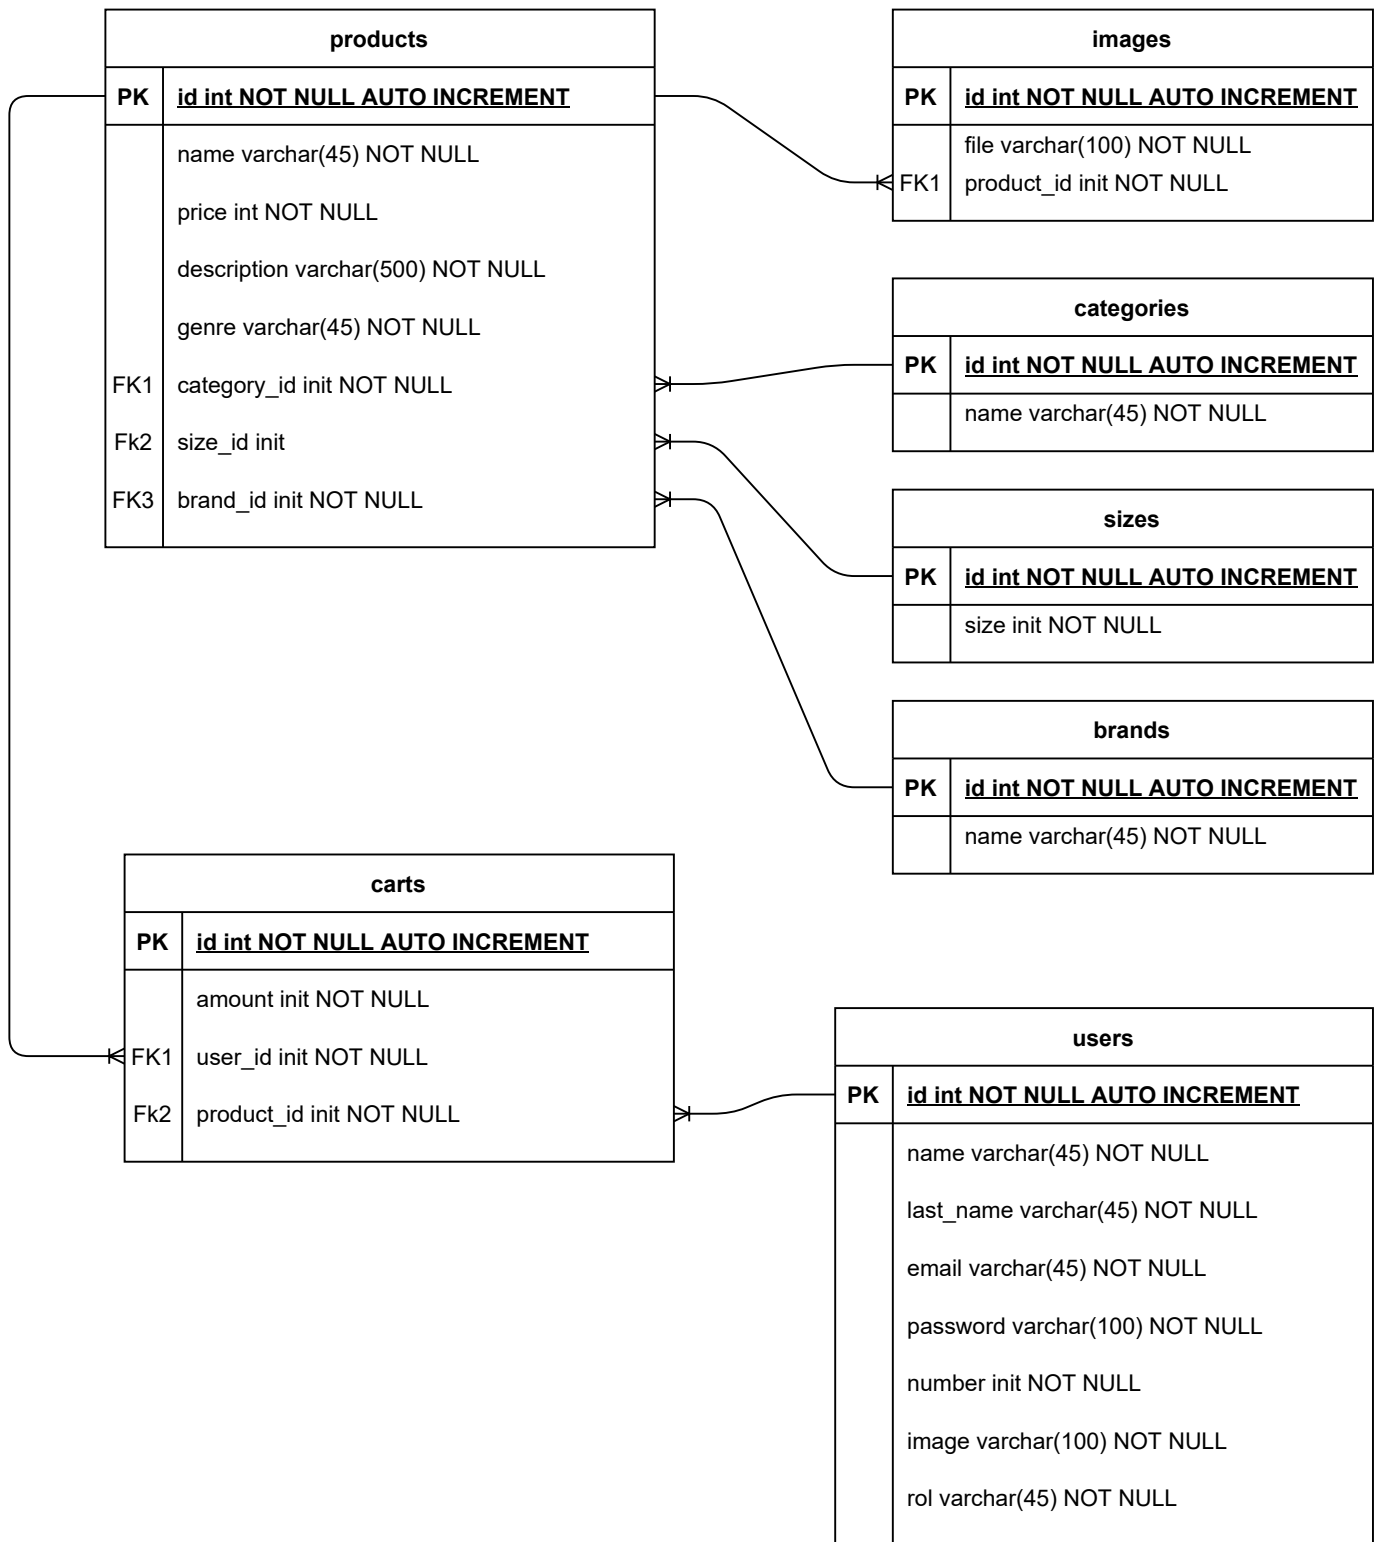 products
PK id int NOT NULL AUTO INCREMENT
name varchar(45) NOT NULL
price int NOT NULL
description varchar(500) NOT NULL
genre varchar(45) NOT NULL
FK1 category_id init NOT NULL
Fk2 size_id init
FK3 brand_id init NOT NULL
images
PK id int NOT NULL AUTO INCREMENT
file varchar(100) NOT NULL
FK1 product_id init NOT NULL
categories
PK id int NOT NULL AUTO INCREMENT
name varchar(45) NOT NULL
sizes
PK id int NOT NULL AUTO INCREMENT
size init NOT NULL
brands
PK id int NOT NULL AUTO INCREMENT
name varchar(45) NOT NULL
carts
PK id int NOT NULL AUTO INCREMENT
amount init NOT NULL
FK1 user_id init NOT NULL
Fk2 product_id init NOT NULL
users
PK id int NOT NULL AUTO INCREMENT
name varchar(45) NOT NULL
last_name varchar(45) NOT NULL
email varchar(45) NOT NULL
password varchar(100) NOT NULL
number init NOT NULL
image varchar(100) NOT NULL
rol varchar(45) NOT NULL